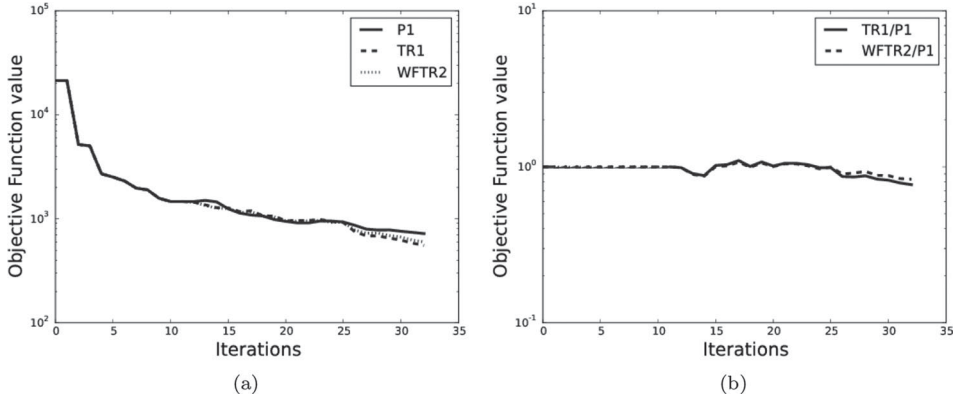 10^5
10^4
10^3
10^2
Objective Function value
P1
TR1
WFTR2
0 5 10 15 20 25 30 35
Iterations
(a)
10^1
10^0
10^-1
Objective Function value
TR1/P1
WFTR2/P1
0 5 10 15 20 25 30 35
Iterations
(b)